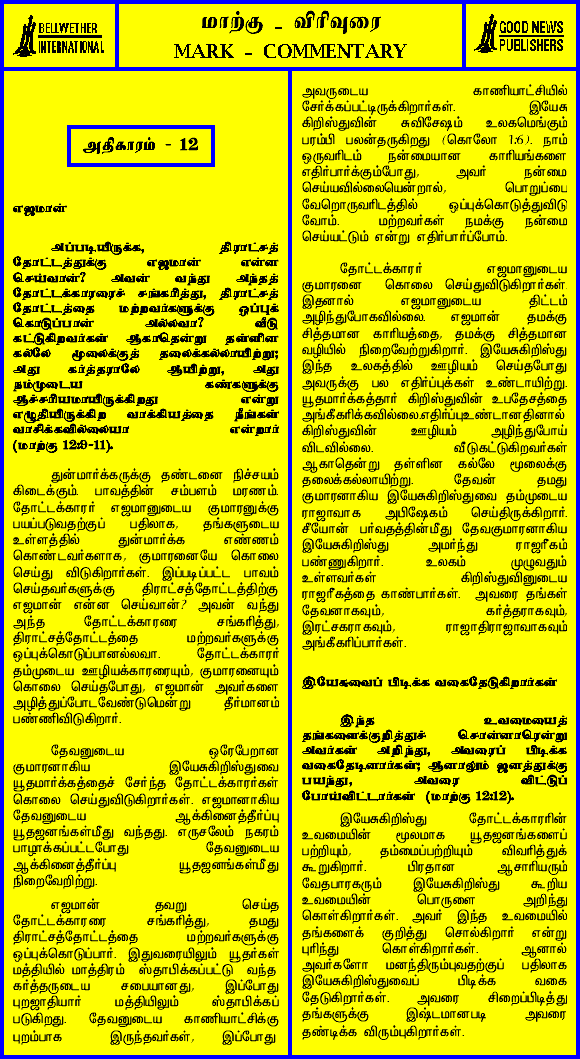 BELLWETHER
INTERNATIONAL
மாற்கு - விரிவுரை
MARK - COMMENTARY
GOOD NEWS
PUBLISHERS
அதிகாரம் - 12
எஜமான்
அப்படியிருக்க, திராட்சத்
தோட்டத்துக்கு எஜமான் என்ன
செய்வான்? அவன் வந்து அந்தத்
தோட்டக்காரரைச் சங்கரித்து, திராட்சத்
தோட்டத்தை மற்றவர்களுக்கு ஒப்புக்
கொடுப்பான் அல்லவா? வீடு
கட்டுகிறவர்கள் ஆகாதென்று தள்ளின
கல்லே மூலைக்குத் தலைக்கல்லாயிற்று;
அது கர்த்தராலே ஆயிற்று, அது
நம்முடைய கண்களுக்கு
ஆச்சரியமாயிருக்கிறது என்று
எழுதியிருக்கிற வாக்கியத்தை நீங்கள்
வாசிக்கவில்லையா என்றார்
(மாற்கு 12:9-11).
துன்மார்க்கருக்கு தண்டனை நிச்சயம்
கிடைக்கும். பாவத்தின் சம்பளம் மரணம்.
தோட்டக்காரர் எஜமானுடைய குமாரனுக்கு
பயப்படுவதற்குப் பதிலாக, தங்களுடைய
உள்ளத்தில் துன்மார்க்க எண்ணம்
கொண்டவர்களாக, குமாரனையே கொலை
செய்து விடுகிறார்கள். இப்படிப்பட்ட பாவம்
செய்தவர்களுக்கு திராட்சத்தோட்டத்திற்கு
எஜமான் என்ன செய்வான்? அவன் வந்து
அந்த தோட்டக்காரரை சங்கரித்து,
திராட்சத்தோட்டத்தை மற்றவர்களுக்கு
ஒப்புக்கொடுப்பானல்லவா. தோட்டக்காரர்
தம்முடைய ஊழியக்காரரையும், குமாரனையும்
கொலை செய்தபோது, எஜமான் அவர்களை
அழித்துப்போடவேண்டுமென்று தீர்மானம்
பண்ணிவிடுகிறார்.
தேவனுடைய ஒரேபேறான
குமாரனாகிய இயேசுகிறிஸ்துவை
யூதமார்க்கத்தைச் சேர்ந்த தோட்டக்காரர்கள்
கொலை செய்துவிடுகிறார்கள். எஜமானாகிய
தேவனுடைய ஆக்கினைத்தீர்ப்பு
யூதஜனங்கள்மீது வந்தது. எருசலேம் நகரம்
பாழாக்கப்பட்டபோது தேவனுடைய
ஆக்கினைத்தீர்ப்பு யூதஜனங்கள்மீது
நிறைவேறிற்று.
எஜமான் தவறு செய்த
தோட்டக்காரரை சங்கரித்து, தமது
திராட்சத்தோட்டத்தை மற்றவர்களுக்கு
ஒப்புக்கொடுப்பார். இதுவரையிலும் யூதர்கள்
மத்தியில் மாத்திரம் ஸ்தாபிக்கப்பட்டு வந்த
கர்த்தருடைய சபையானது, இப்போது
புறஜாதியார் மத்தியிலும் ஸ்தாபிக்கப்
படுகிறது. தேவனுடைய காணியாட்சிக்கு
புறம்பாக இருந்தவர்கள், இப்போது
அவருடைய காணியாட்சியில்
சேர்க்கப்பட்டிருக்கிறார்கள். இயேசு
கிறிஸ்துவின் சுவிசேஷம் உலகமெங்கும்
பரம்பி பலன்தருகிறது (கொலோ 1:6). நாம்
ஒருவரிடம் நன்மையான காரியங்களை
எதிர்பார்க்கும்போது, அவர் நன்மை
செய்யவில்லையென்றால், பொறுப்பை
வேறொருவரிடத்தில் ஒப்புக்கொடுத்துவிடு
வோம். மற்றவர்கள் நமக்கு நன்மை
செய்யட்டும் என்று எதிர்பார்ப்போம்.
தோட்டக்காரர் எஜமானுடைய
குமாரனை கொலை செய்துவிடுகிறார்கள்.
இதனால் எஜமானுடைய திட்டம்
அழிந்துபோகவில்லை. எஜமான் தமக்கு
சித்தமான காரியத்தை, தமக்கு சித்தமான
வழியில் நிறைவேற்றுகிறார். இயேசுகிறிஸ்து
இந்த உலகத்தில் ஊழியம் செய்தபோது
அவருக்கு பல எதிர்ப்புக்கள் உண்டாயிற்று.
யூதமார்க்கத்தார் கிறிஸ்துவின் உபதேசத்தை
அங்கீகரிக்கவில்லை.எதிர்ப்புஉண்டானதினால்
கிறிஸ்துவின் ஊழியம் அழிந்துபோய்
விடவில்லை. வீடுகட்டுகிறவர்கள்
ஆகாதென்று தள்ளின கல்லே மூலைக்கு
தலைக்கல்லாயிற்று. தேவன் தமது
குமாரனாகிய இயேசுகிறிஸ்துவை தம்முடைய
ராஜாவாக அபிஷேகம் செய்திருக்கிறார்.
சீயோன் பர்வதத்தின்மீது தேவகுமாரனாகிய
இயேசுகிறிஸ்து அமர்ந்து ராஜரீகம்
பண்ணுகிறார். உலகம் முழுவதும்
உள்ளவர்கள் கிறிஸ்துவினுடைய
ராஜரீகத்தை காண்பார்கள். அவரை தங்கள்
தேவனாகவும், கர்த்தராகவும்,
இரட்சகராகவும், ராஜாதிராஜாவாகவும்
அங்கீகரிப்பார்கள்.
இயேசுவைப் பிடிக்க வகைதேடுகிறார்கள்
இந்த உவமையைத்
தங்களைக்குறித்துச் சொன்னாரென்று
அவர்கள் அறிந்து, அவரைப் பிடிக்க
வகைதேடினார்கள்; ஆனாலும் ஜனத்துக்கு
பயந்து, அவரை விட்டுப்
போய்விட்டார்கள் (மாற்கு 12:12).
இயேசுகிறிஸ்து தோட்டக்காரரின்
உவமையின் மூலமாக யூதஜனங்களைப்
பற்றியும், தம்மைப்பற்றியும் விவரித்துக்
கூறுகிறார். பிரதான ஆசாரியரும்
வேதபாரகரும் இயேசுகிறிஸ்து கூறிய
உவமையின் பொருளை அறிந்து
கொள்கிறார்கள். அவர் இந்த உவமையில்
தங்களைக் குறித்து சொல்கிறார் என்று
புரிந்து கொள்கிறார்கள். ஆனால்
அவர்களோ மனந்திரும்புவதற்குப் பதிலாக
இயேசுகிறிஸ்துவைப் பிடிக்க வகை
தேடுகிறார்கள். அவரை சிறைப்பிடித்து
தங்களுக்கு இஷ்டமானபடி அவரை
தண்டிக்க விரும்புகிறார்கள்.